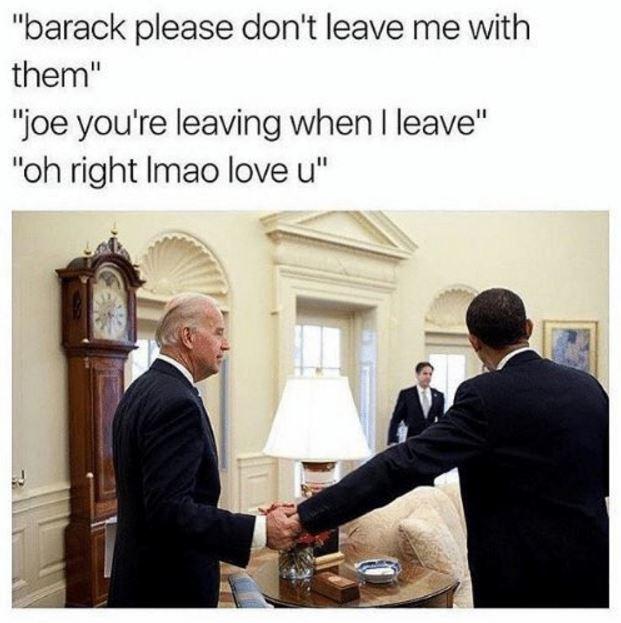 "barack please don't leave me with
them"
"joe you're leaving when I leave"
"oh right lmao love u"